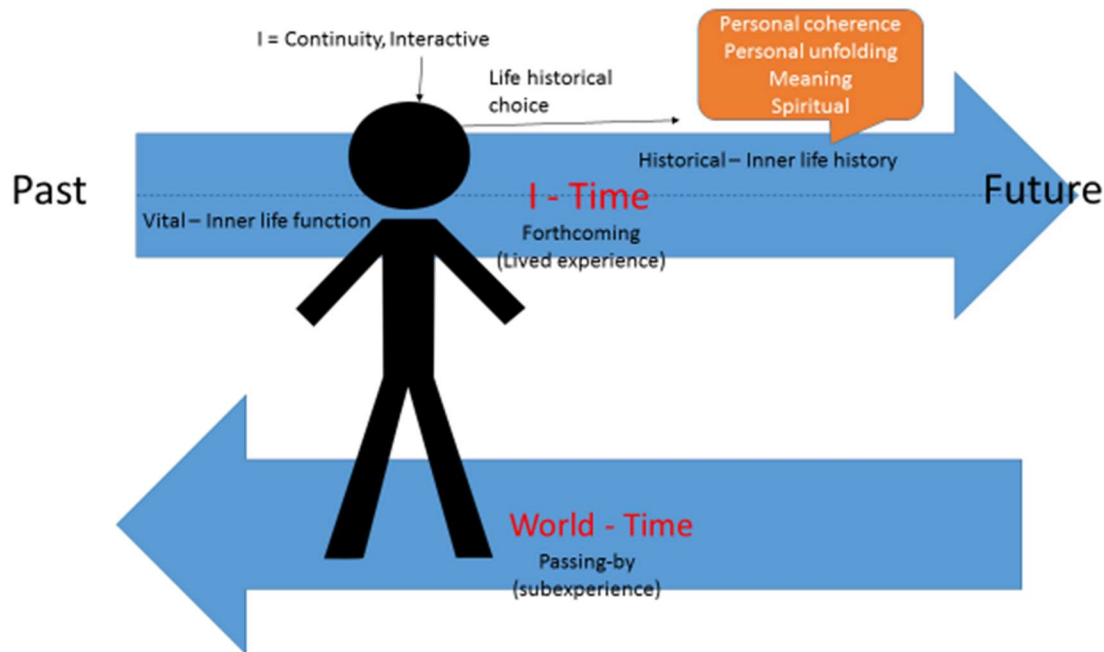 I = Continuity, Interactive
Life historical
choice
Personal coherence
Personal unfolding
Meaning
Spiritual
Historical – Inner life history
Past
I - Time
Future
Vital – Inner life function
Forthcoming
(Lived experience)
World - Time
Passing-by
(subexperience)